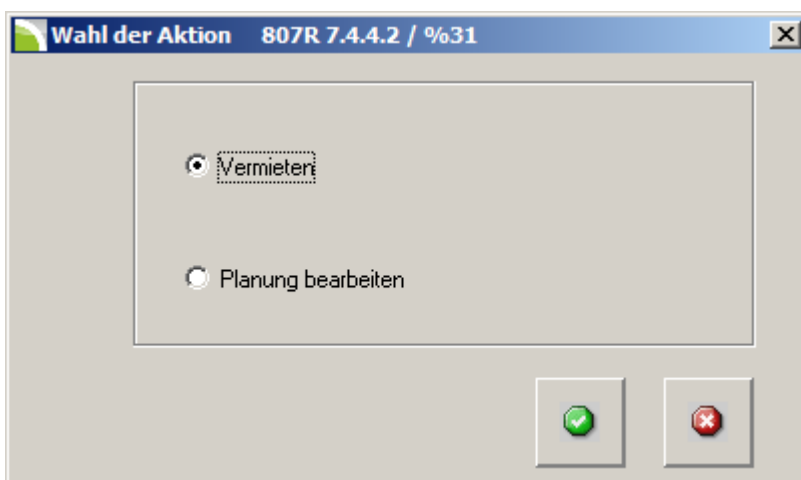 Wahl der Aktion 807R 7.4.4.2 / %31
Vermieten
Planung bearbeiten